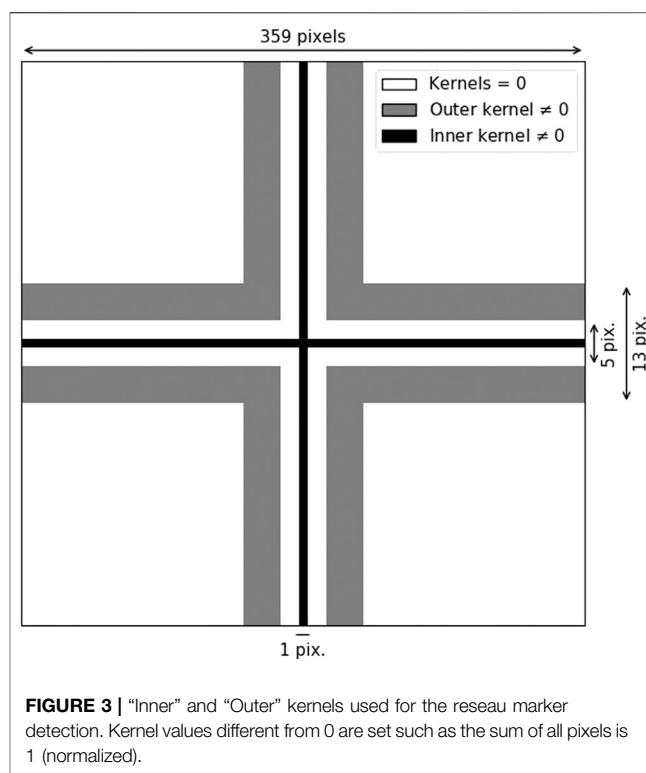 359 pixels
Kernels = 0
Outer kernel ≠ 0
Inner kernel ≠ 0
5 pix.
13 pix.
1 pix.
FIGURE 3 | “Inner” and “Outer” kernels used for the reseau marker
detection. Kernel values different from 0 are set such as the sum of all pixels is
1 (normalized).